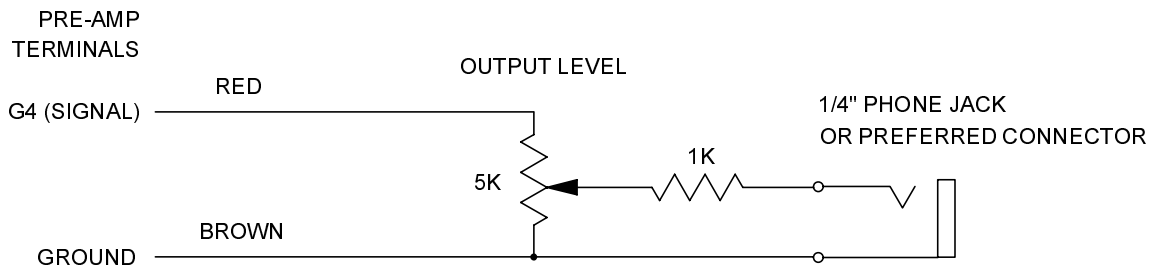 PRE-AMP
TERMINALS
OUTPUT LEVEL
RED
G4 (SIGNAL)
1/4" PHONE JACK
OR PREFERRED CONNECTOR
1K
5K
BROWN
GROUND